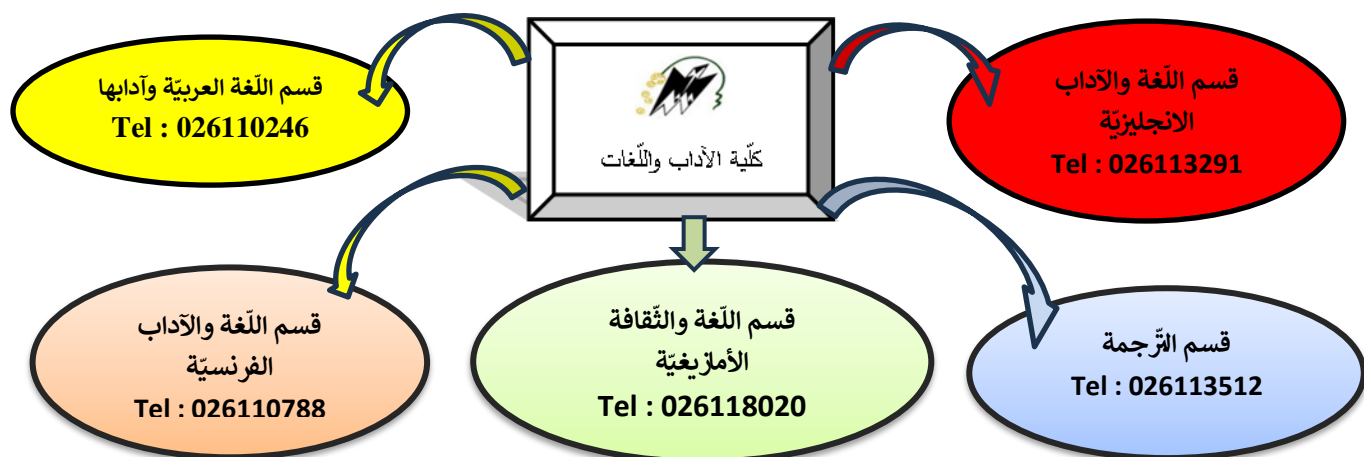 كلّية الآداب واللّغات
قسم اللّغة والآداب
الانجليزيّة
Tel : 026113291
قسم اللّغة العربيّة وآدابها
Tel : 026110246
قسم التّرجمة
Tel : 026113512
قسم اللّغة والثّقافة
الأمازيغيّة
Tel : 026118020
قسم اللّغة والآداب
الفرنسيّة
Tel : 026110788